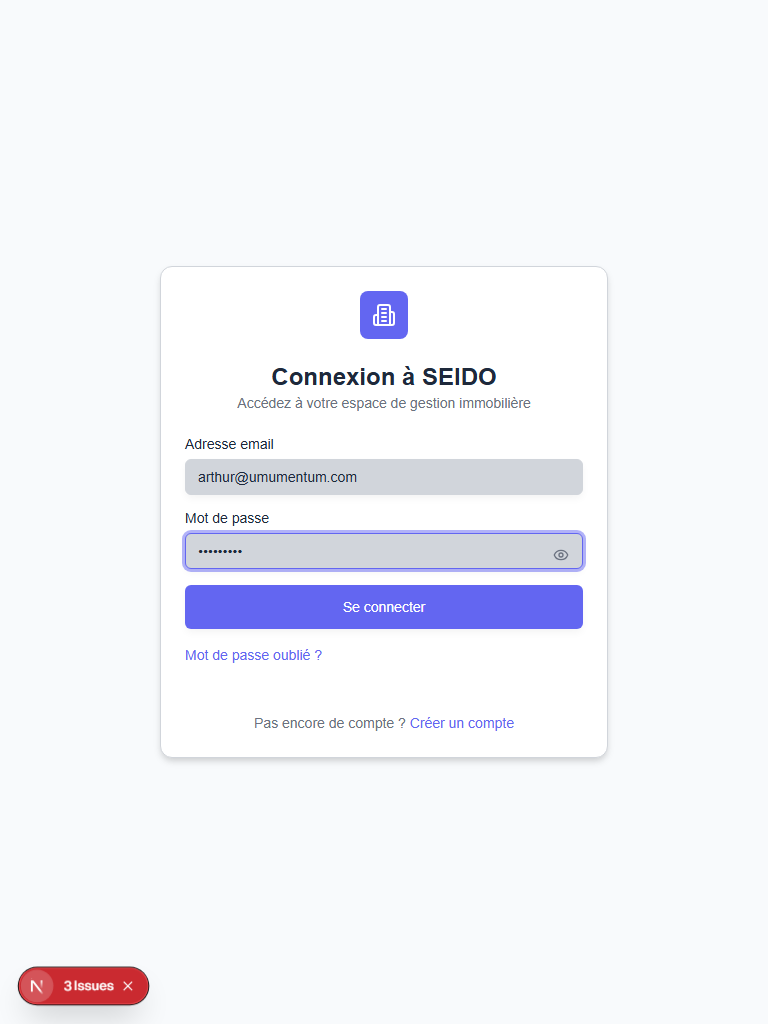 Connexion à SEIDO
Accédez à votre espace de gestion immobilière
Adresse email
arthur@umumentum.com
Mot de passe
•••••••••
Se connecter
Mot de passe oublié ?
Pas encore de compte ? Créer un compte
N 3 Issues